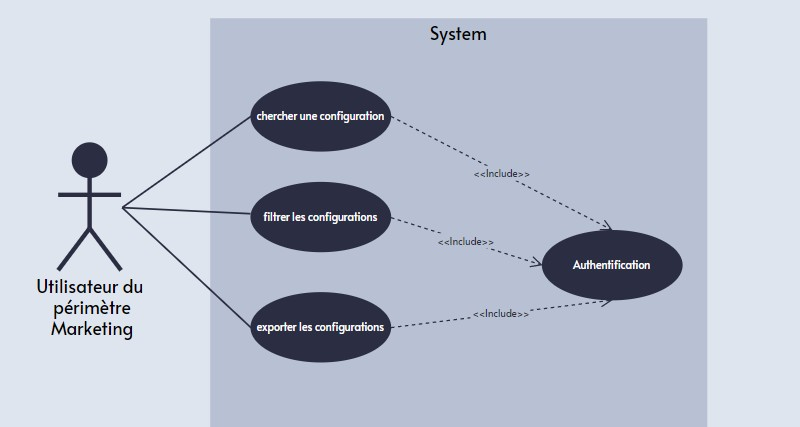 System
chercher une configuration
<<Include>>
filtrer les configurations
<<Include>>
Authentification
Utilisateur du
périmètre
Marketing
exporter les configurations
<<Include>>